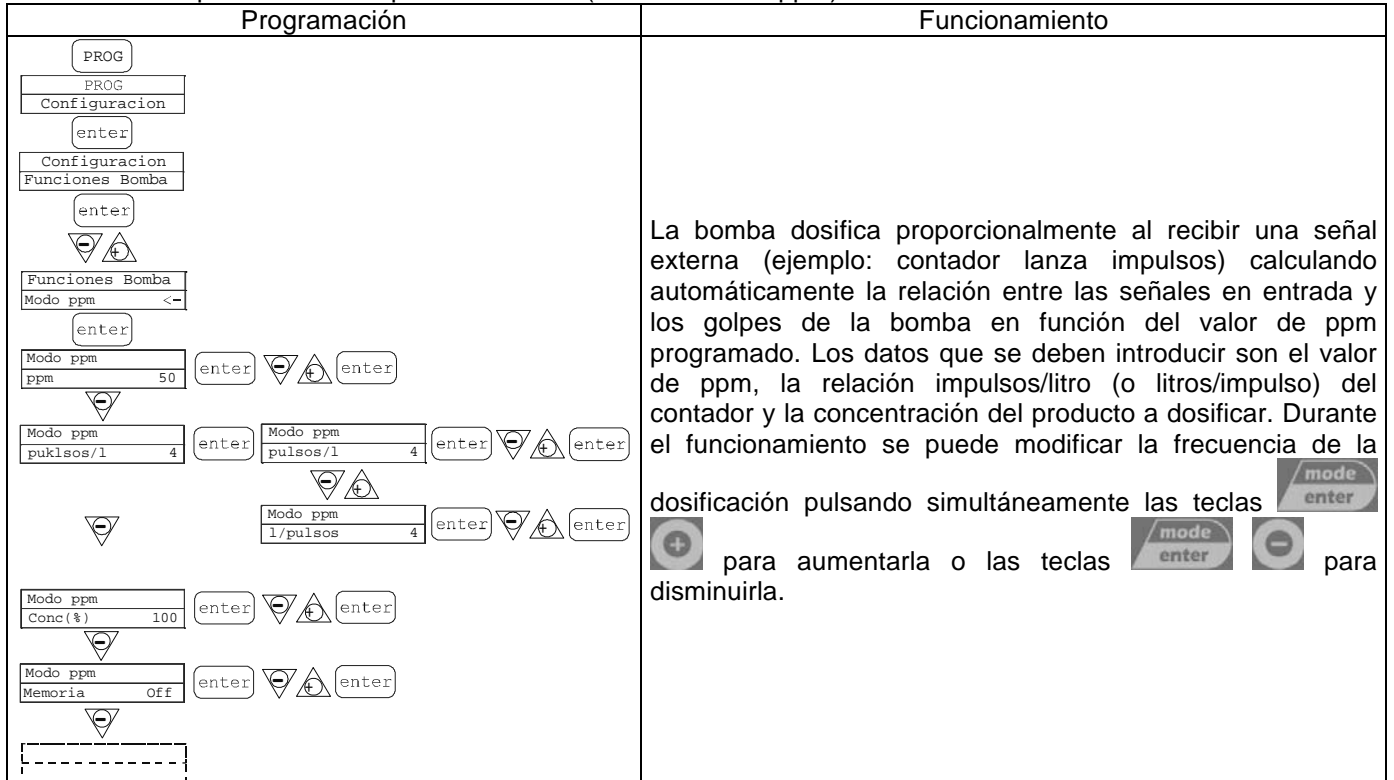 Programación
Funcionamiento
PROG
PROG
Configuracion
enter
Configuracion
Funciones Bomba
enter
Funciones Bomba
Modo ppm <-
enter
Modo ppm
ppm 50
enter
enter
Modo ppm
puklsos/l 4
enter
Modo ppm
pulsos/l 4
enter
enter
Modo ppm
l/pulsos 4
enter
enter
Modo ppm
Conc(%) 100
enter
enter
Modo ppm
Memoria Off
enter
enter
La bomba dosifica proporcionalmente al recibir una señal
externa (ejemplo: contador lanza impulsos) calculando
automáticamente la relación entre las señales en entrada y
los golpes de la bomba en función del valor de ppm
programado. Los datos que se deben introducir son el valor
de ppm, la relación impulsos/litro (o litros/impulso) del
contador y la concentración del producto a dosificar. Durante
el funcionamiento se puede modificar la frecuencia de la
dosificación pulsando simultáneamente las teclas mode enter
+ para aumentarla o las teclas mode enter - para
disminuirla.